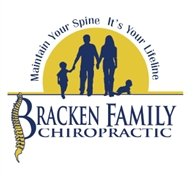 Maintain Your Spine It's Your Lifeline
BRACKEN FAMILY
CHIROPRACTIC